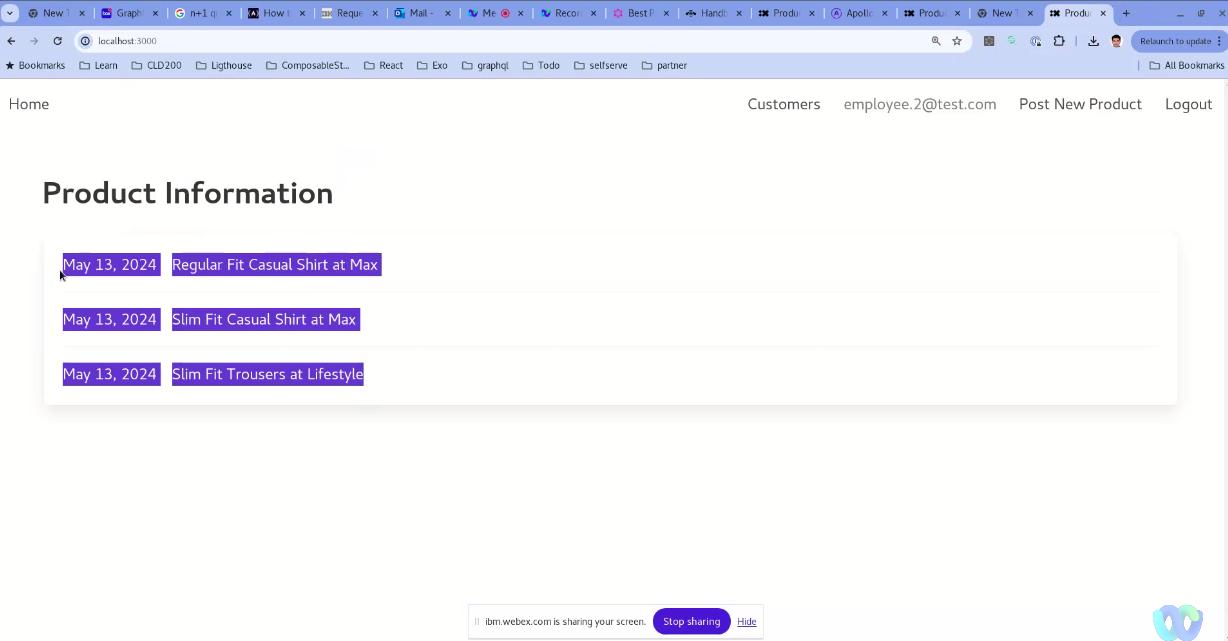 New T
Graph
n+1 q
How t
Reque
Mail -
Me
Recor
Best P
Handb
Produ
Apollo
Produ
New T
Produ
localhost:3000
Relaunch to update
Bookmarks
Learn
CLD200
Ligthouse
ComposableSt...
React
Exo
graphql
Todo
selfserve
partner
All Bookmarks
Home
Customers
employee.2@test.com
Post New Product
Logout
Product Information
May 13, 2024 Regular Fit Casual Shirt at Max
May 13, 2024 Slim Fit Casual Shirt at Max
May 13, 2024 Slim Fit Trousers at Lifestyle
ibm.webex.com is sharing your screen.
Stop sharing
Hide